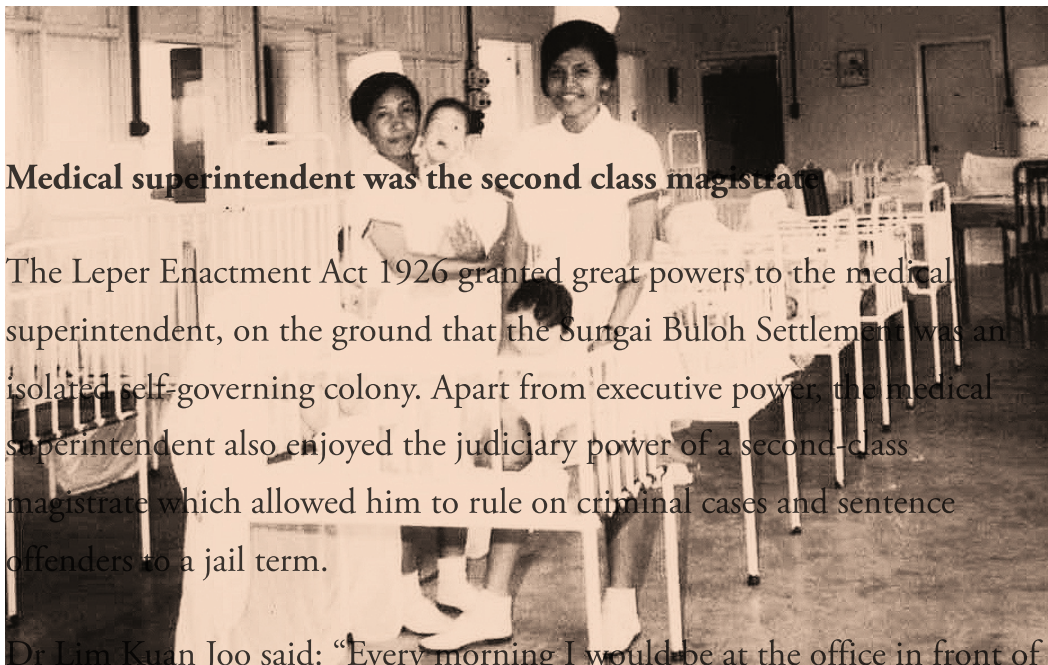 Medical superintendent was the second class magistrate
The Leper Enactment Act 1926 granted great powers to the medical
superintendent, on the ground that the Sungai Buloh Settlement was an
isolated self-governing colony. Apart from executive power, the medical
superintendent also enjoyed the judiciary power of a second-class
magistrate which allowed him to rule on criminal cases and sentence
offenders to a jail term.
Dr Lim Kuan Joo said: “Every morning I would be at the office in front of